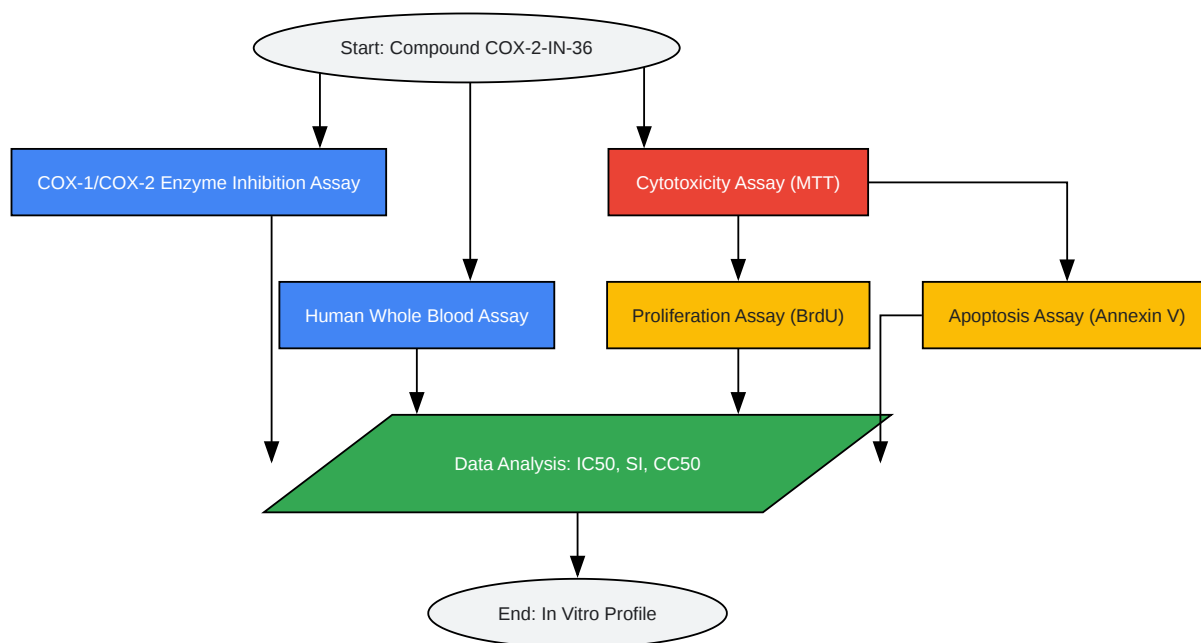 Start: Compound COX-2-IN-36
COX-1/COX-2 Enzyme Inhibition Assay
Cytotoxicity Assay (MTT)
Human Whole Blood Assay
Proliferation Assay (BrdU)
Apoptosis Assay (Annexin V)
Data Analysis: IC50, SI, CC50
End: In Vitro Profile